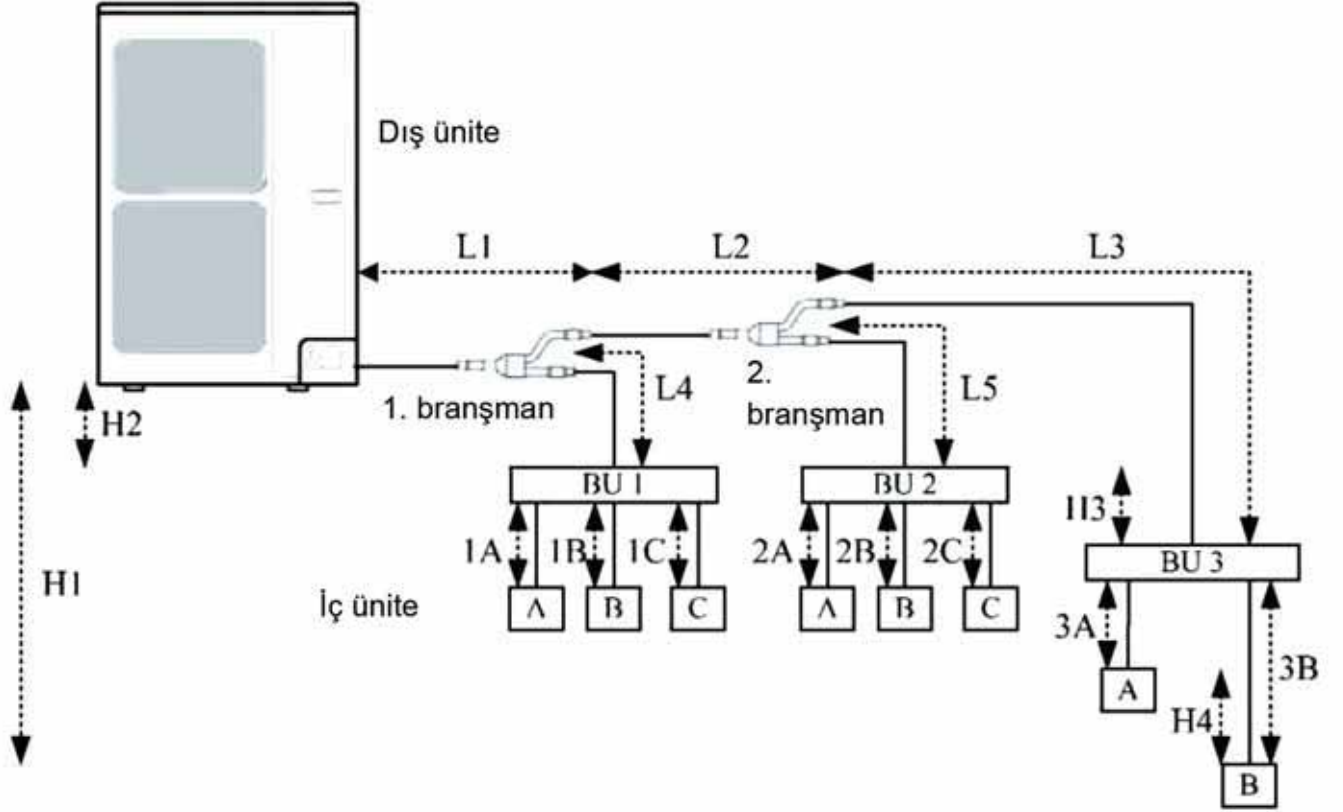 Dış ünite
L1 L2 L3
H2
1. branşman
L4
2.
branşman
L5
BU 1
BU 2
H3
BU 3
1A 1B 1C
2A 2B 2C
H1
İç ünite
A B C
A B C
3A
3B
A
H4
B